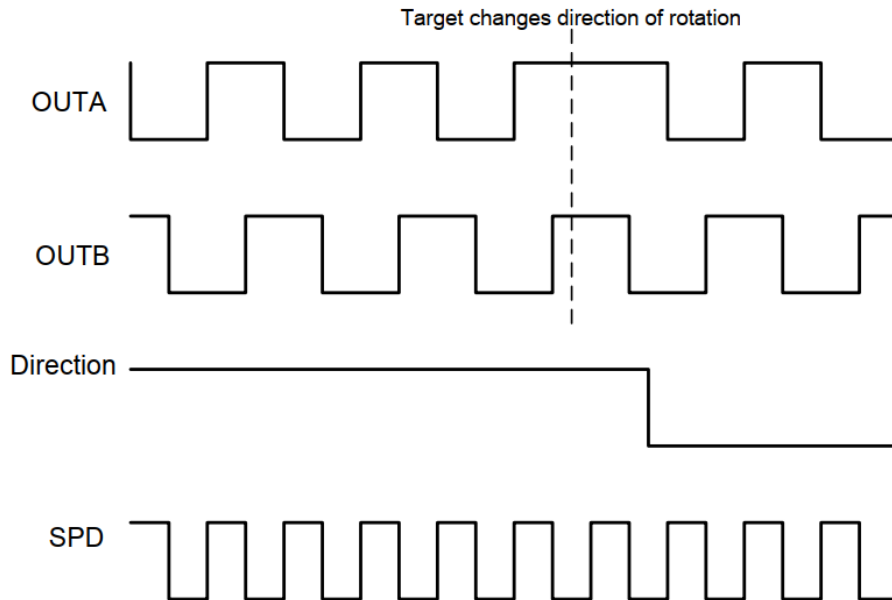 Target changes direction of rotation
OUTA
OUTB
Direction
SPD